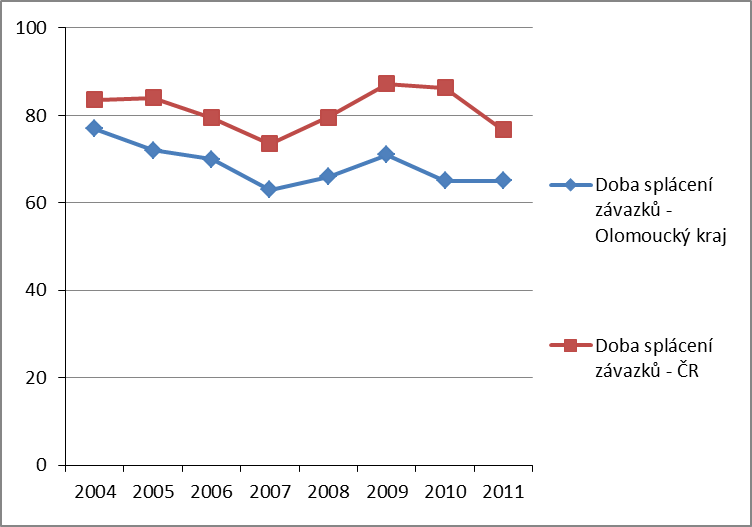 100
80
60
40
20
0
2004 2005 2006 2007 2008 2009 2010 2011
Doba splácení
závazků -
Olomoucký kraj
Doba splácení
závazků - ČR